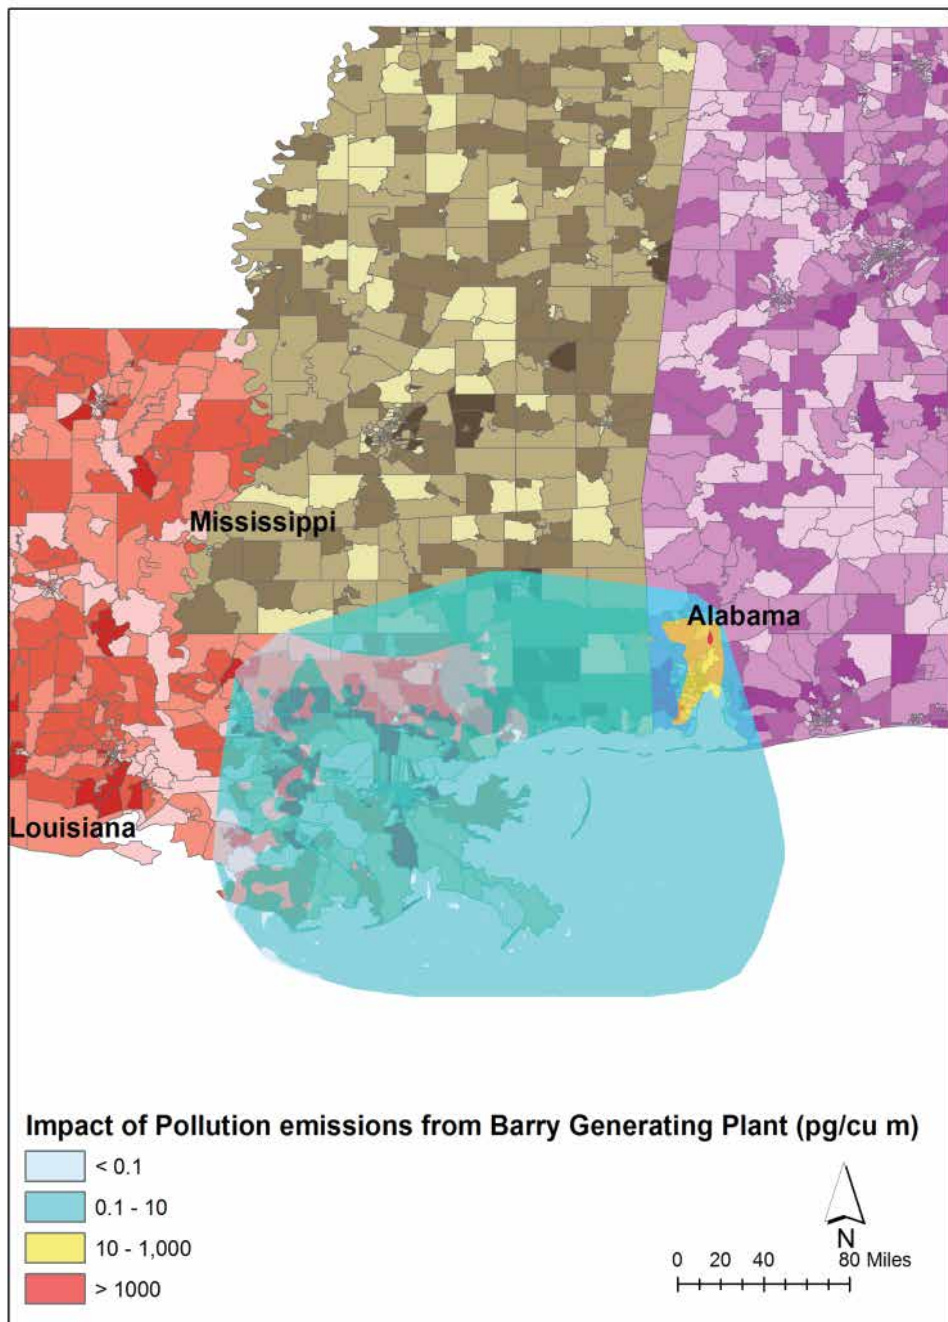 Mississippi
Alabama
Louisiana
Impact of Pollution emissions from Barry Generating Plant (pg/cu m)
< 0.1
0.1 - 10
10 - 1,000
> 1000
N
0 20 40 80 Miles